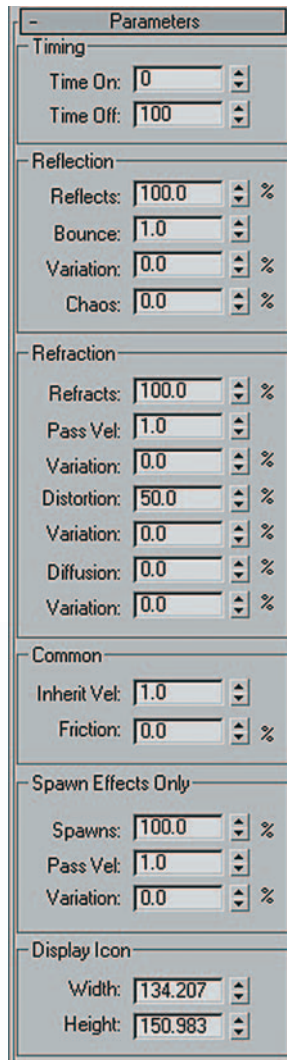 - Parameters
Timing
Time On: 0
Time Off: 100
Reflection
Reflects: 100.0 %
Bounce: 1.0
Variation: 0.0 %
Chaos: 0.0 %
Refraction
Refracts: 100.0 %
Pass Vel: 1.0
Variation: 0.0 %
Distortion: 50.0 %
Variation: 0.0 %
Diffusion: 0.0 %
Variation: 0.0 %
Common
Inherit Vel: 1.0
Friction: 0.0 %
Spawn Effects Only
Spawns: 100.0 %
Pass Vel: 1.0
Variation: 0.0 %
Display Icon
Width: 134.207
Height: 150.983